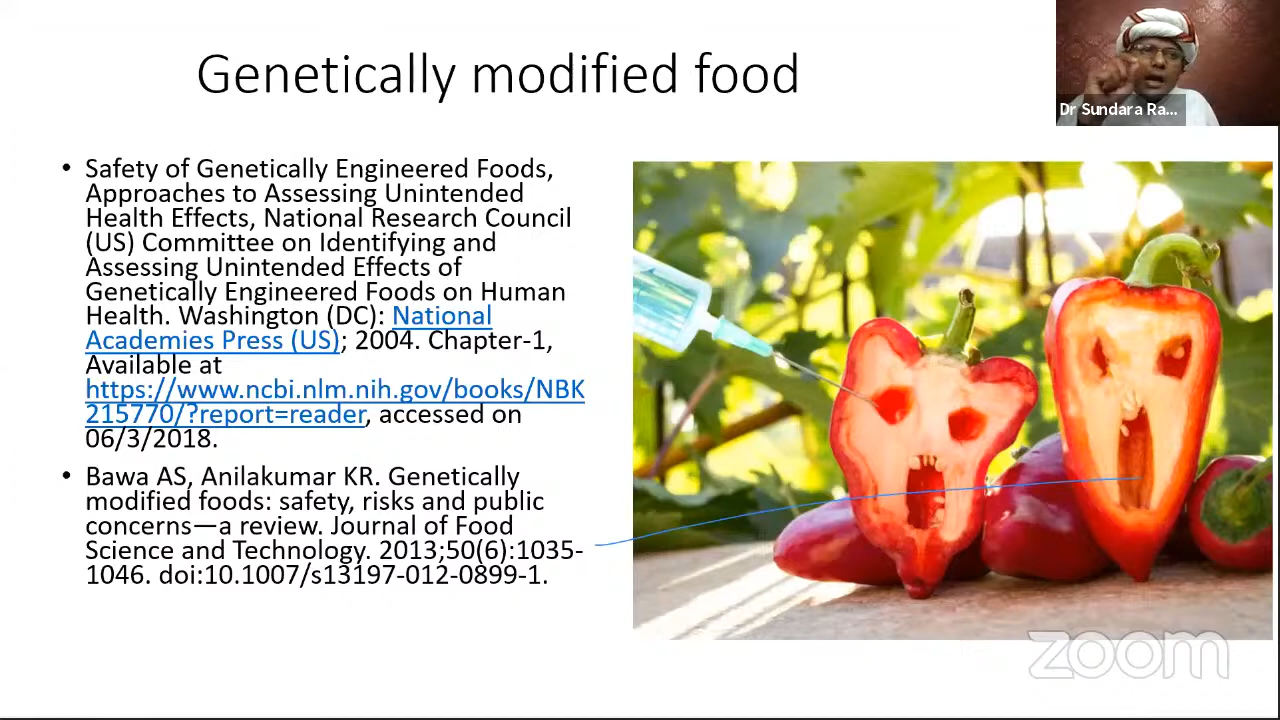 Genetically modified food
Dr Sundara Ra...
• Safety of Genetically Engineered Foods,
Approaches to Assessing Unintended
Health Effects, National Research Council
(US) Committee on Identifying and
Assessing Unintended Effects of
Genetically Engineered Foods on Human
Health. Washington (DC): National
Academies Press (US); 2004. Chapter-1,
Available at
https://www.ncbi.nlm.nih.gov/books/NBK
215770/?report=reader, accessed on
06/3/2018.
• Bawa AS, Anilakumar KR. Genetically
modified foods: safety, risks and public
concerns—a review. Journal of Food
Science and Technology. 2013;50(6):1035-
1046. doi:10.1007/s13197-012-0899-1.
zoom